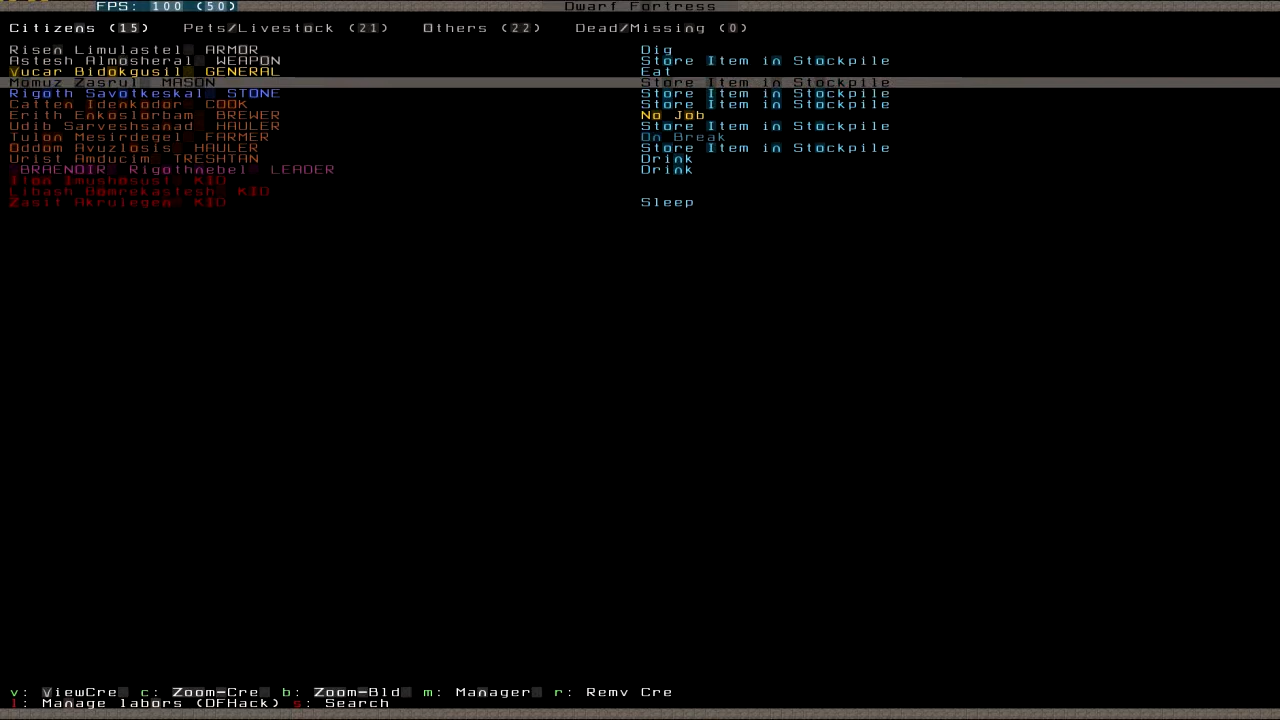 FPS: 100 (50) Dwarf Fortress
Citizens (15) Pets/Livestock (21) Others (22) Dead/Missing (0)
Risen Limulastel ARMOR Dig
Astesh Almosheral WEAPON Store Item in Stockpile
Vucar Bidokgusil GENERAL Eat
Momuz Zasrul MASON Store Item in Stockpile
Rigoth Savotkeskal STONE Store Item in Stockpile
Catten Idenkodor COOK Store Item in Stockpile
Erith Enkoslorbam BREWER No Job
Udib Sarveshsanad HAULER Store Item in Stockpile
Tulon Mesirdegel FARMER On Break
Oddom Avuzlosis HAULER Store Item in Stockpile
Urist Amducim TRESHTAN Drink
BRAENDIR Rigothnebel LEADER Drink
KID
Libash KID
Zasit Akrulegen KID Sleep
v: ViewCre c: Zoom-Cre b: Zoom-Bld m: Manager r: Remv Cre
l: Manage labors (DFHack) s: Search